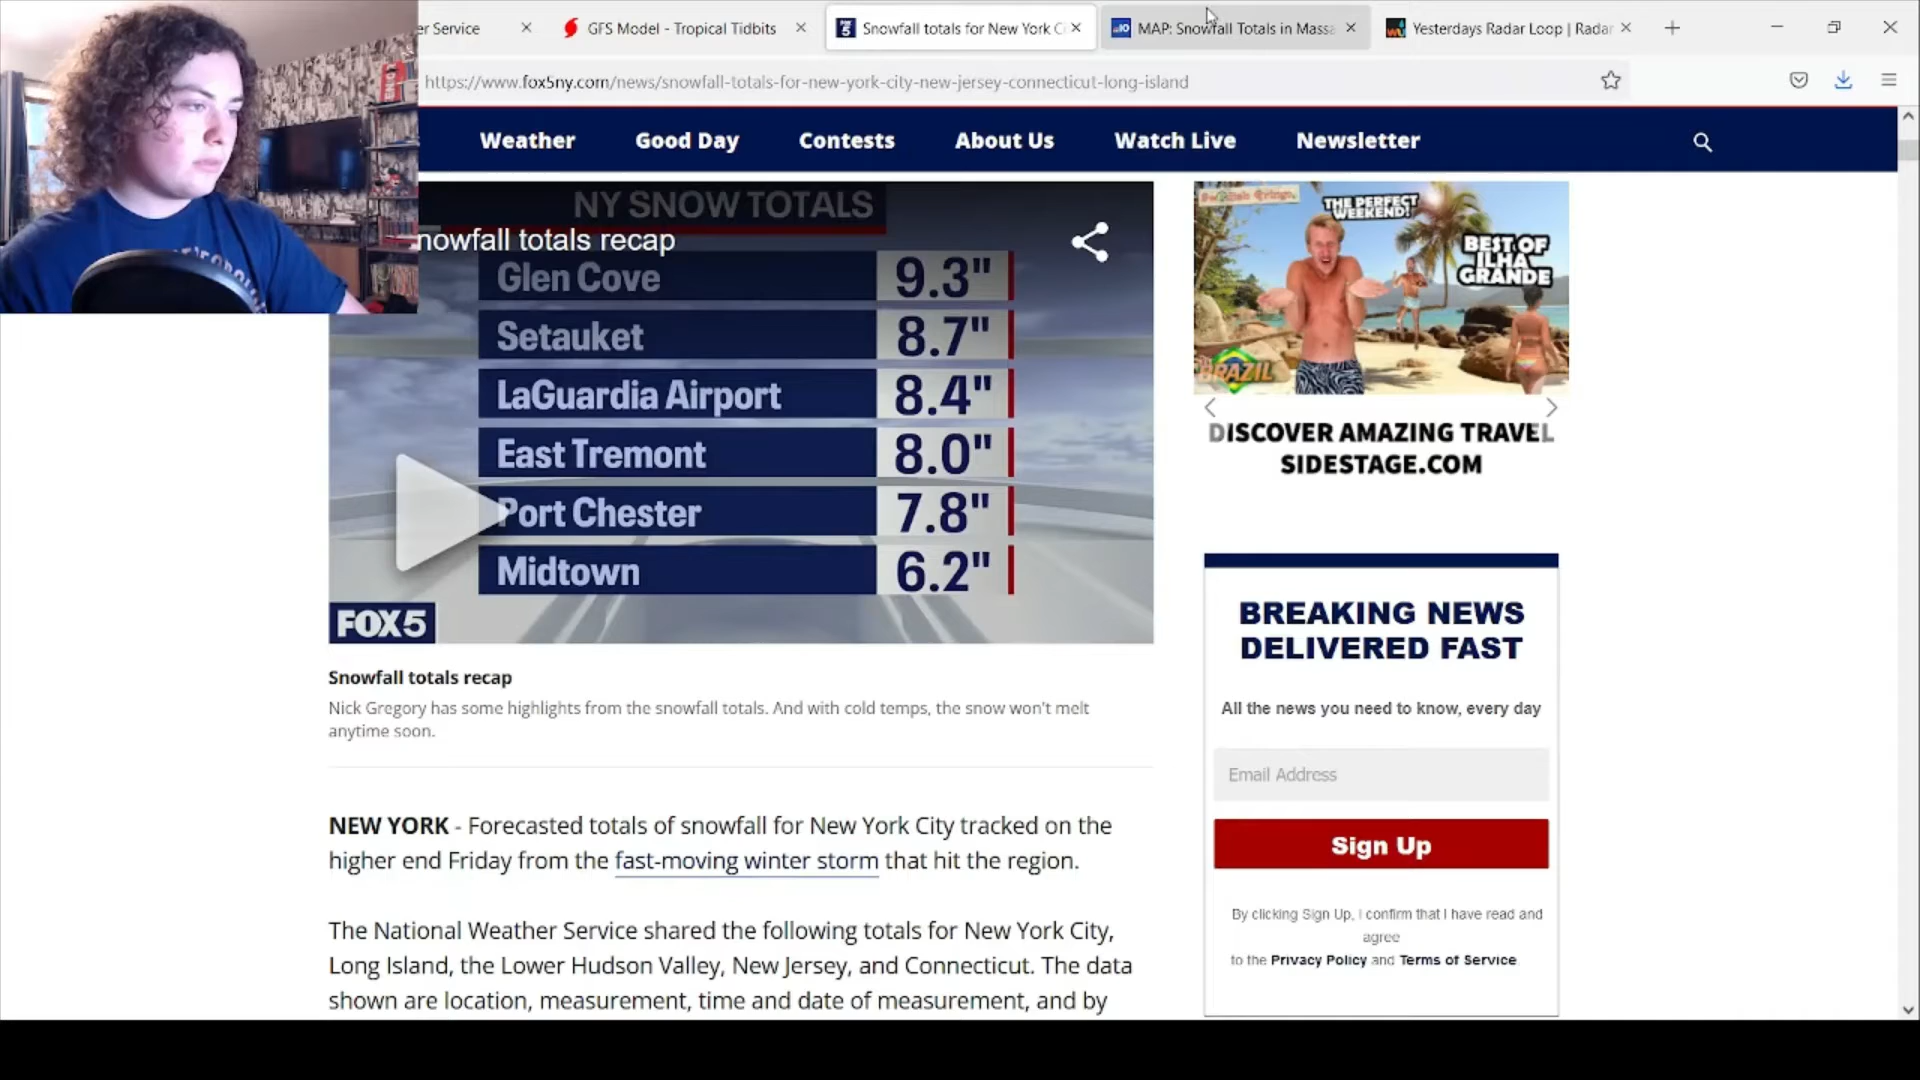 er Service
GFS Model - Tropical Tidbits
Snowfall totals for New York C
MAP: Snowfall Totals in Massa
Yesterdays Radar Loop | Radar
https://www.fox5ny.com/news/snowfall-totals-for-new-york-city-new-jersey-connecticut-long-island
Weather
Good Day
Contests
About Us
Watch Live
Newsletter
NY SNOW TOTALS
nowfall totals recap
Glen Cove 9.3"
Setauket 8.7"
LaGuardia Airport 8.4"
East Tremont 8.0"
Port Chester 7.8"
Midtown 6.2"
FOX5
THE PERFECT
WEEKEND!
BEST OF
ILHA
GRANDE
BRAZIL
DISCOVER AMAZING TRAVEL
SIDESTAGE.COM
Snowfall totals recap
Nick Gregory has some highlights from the snowfall totals. And with cold temps, the snow won't melt
anytime soon.
NEW YORK - Forecasted totals of snowfall for New York City tracked on the
higher end Friday from the fast-moving winter storm that hit the region.
The National Weather Service shared the following totals for New York City,
Long Island, the Lower Hudson Valley, New Jersey, and Connecticut. The data
shown are location, measurement, time and date of measurement, and by
BREAKING NEWS
DELIVERED FAST
All the news you need to know, every day
Email Address
Sign Up
By clicking Sign Up, I confirm that I have read and
agree
to the Privacy Policy and Terms of Service